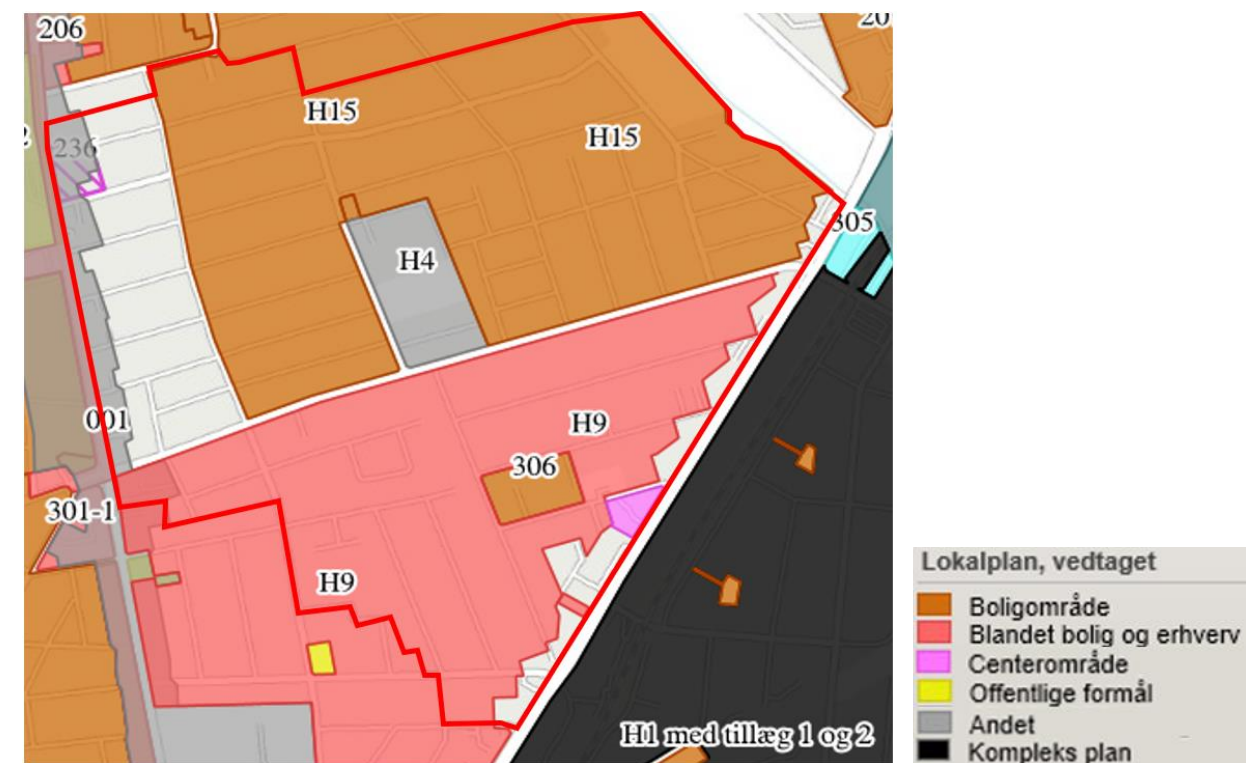 206
20
H15
H15
236
305
H4
001
H9
306
301-1
H9
H1 med tillæg 1 og 2
Lokalplan, vedtaget
Boligområde
Blandet bolig og erhverv
Centerområde
Offentlige formål
Andet
Kompleks plan